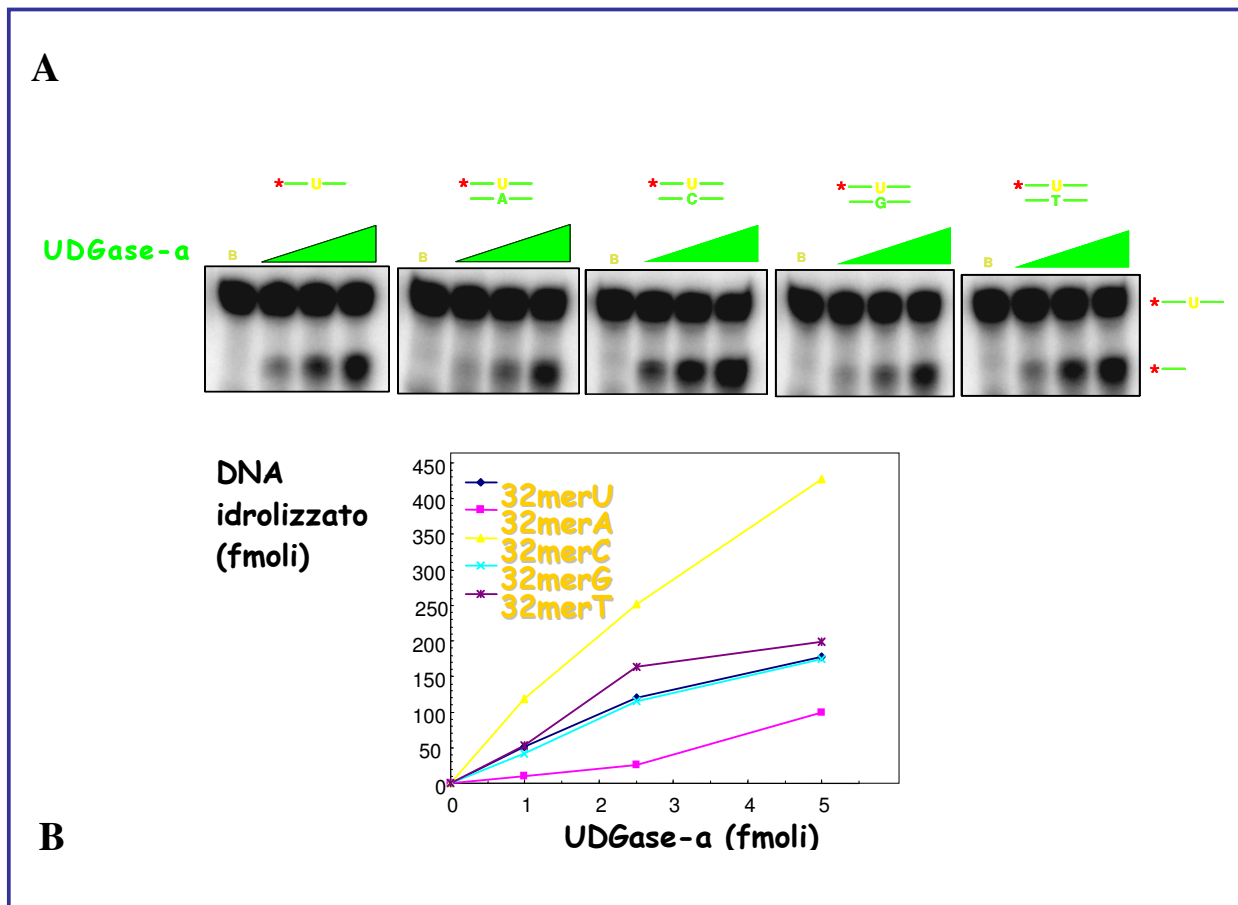 A
* U
* U
A
* U
C
* U
G
* U
T
UDGase-a
B B B B B
* U
*
DNA
idrolizzato
(fmoli)
450
400
350
300
250
200
150
100
50
0
32merU
32merA
32merC
32merG
32merT
0 1 2 3 4 5
UDGase-a (fmoli)
B